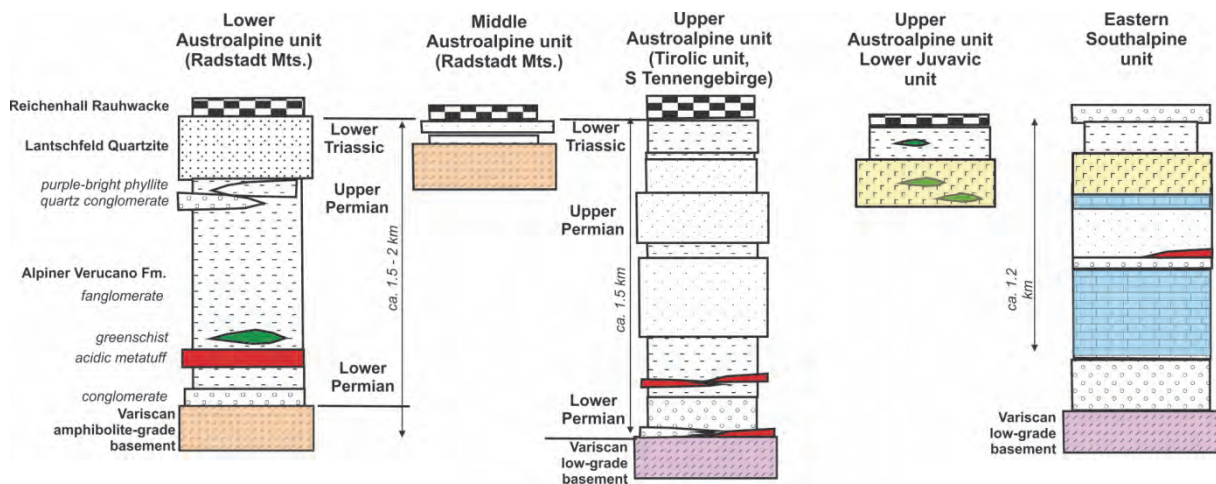 Lower
Austroalpine unit
(Radstadt Mts.)
Middle
Austroalpine unit
(Radstadt Mts.)
Upper
Austroalpine unit
(Tirolic unit,
S Tennengebirge)
Upper
Austroalpine unit
Lower Juvavic
unit
Eastern
Southalpine
unit
Reichenhall Rauhwacke
Lantschfeld Quartzite
purple-bright phyllite
quartz conglomerate
Alpiner Verucano Fm.
fanglomerate
greenschist
acidic metatuff
conglomerate
Variscan
amphibolite-grade
basement
Lower
Triassic
Upper
Permian
Lower
Permian
ca. 1.5 - 2 km
Lower
Triassic
Upper
Permian
Lower
Permian
ca. 1.5 km
Variscan
low-grade
basement
ca. 1.2
km
Variscan
low-grade
basement